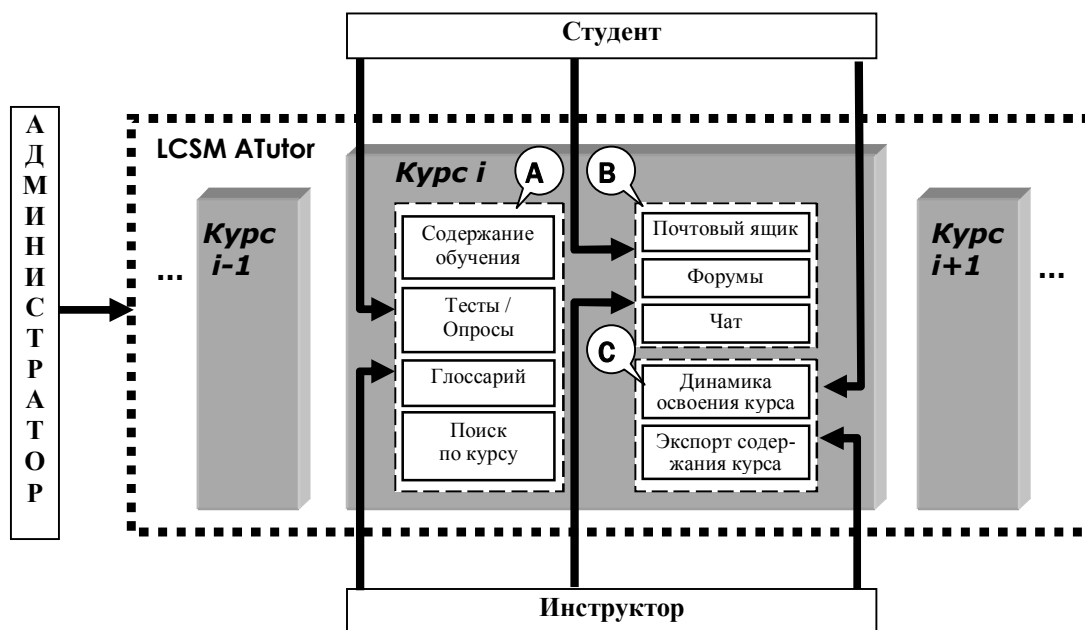 Студент
АДМИНИСТРАТОР
LCSM ATutor
Курс i
A
B
Содержание
обучения
Тесты /
Опросы
Глоссарий
Поиск
по курсу
Почтовый ящик
Форумы
Чат
C
Динамика
освоения курса
Экспорт содер-
жания курса
...
Курс
i-1
Курс
i+1
...
Инструктор